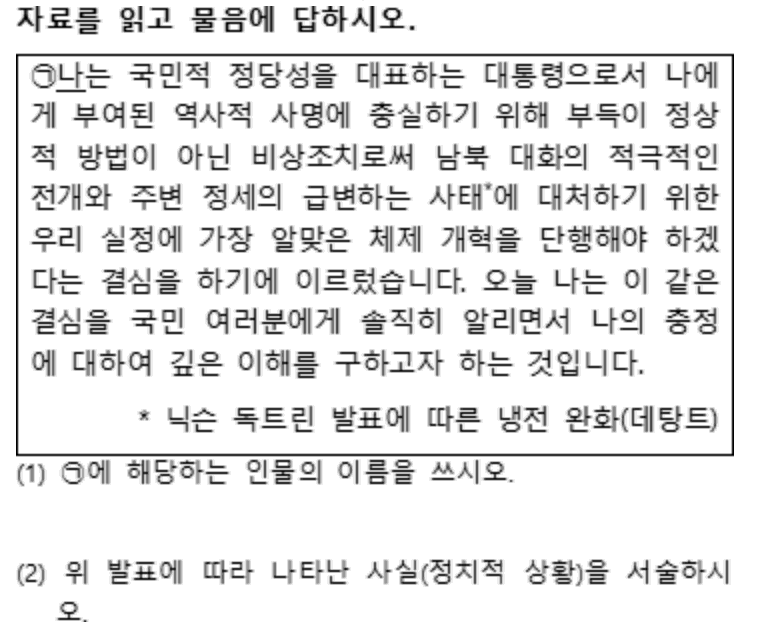 자료를 읽고 물음에 답하시오.
㉠나는 국민적 정당성을 대표하는 대통령으로서 나에
게 부여된 역사적 사명에 충실하기 위해 부득이 정상
적 방법이 아닌 비상조치로써 남북 대화의 적극적인
전개와 주변 정세의 급변하는 사태*에 대처하기 위한
우리 실정에 가장 알맞은 체제 개혁을 단행해야 하겠
다는 결심을 하기에 이르렀습니다. 오늘 나는 이 같은
결심을 국민 여러분에게 솔직히 알리면서 나의 충정
에 대하여 깊은 이해를 구하고자 하는 것입니다.
* 닉슨 독트린 발표에 따른 냉전 완화(데탕트)
(1) ㉠에 해당하는 인물의 이름을 쓰시오.
(2) 위 발표에 따라 나타난 사실(정치적 상황)을 서술하시
오.